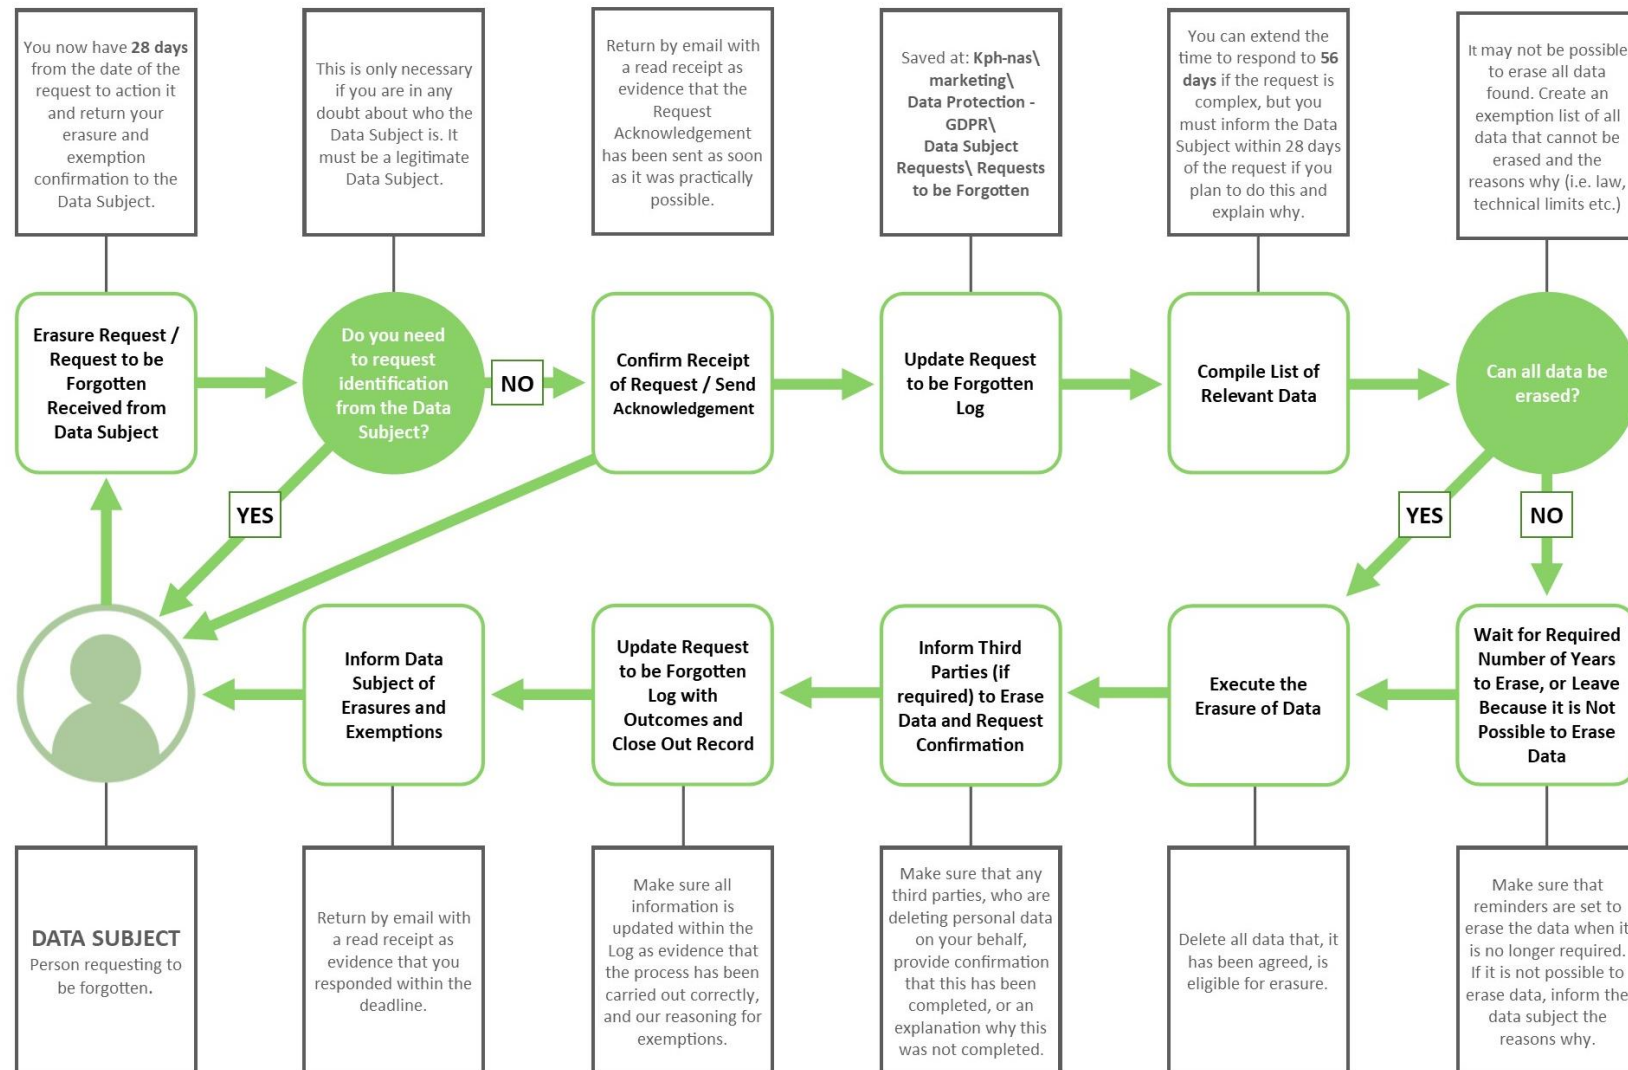 You now have 28 days
from the date of the
request to action it
and return your
erasure and
exemption
confirmation to the
Data Subject.
This is only necessary
if you are in any
doubt about who the
Data Subject is. It
must be a legitimate
Data Subject.
Return by email with
a read receipt as
evidence that the
Request
Acknowledgement
has been sent as soon
as it was practically
possible.
Saved at: Kph-nas\
marketing\
Data Protection -
GDPR\
Data Subject
Requests\ Requests
to be Forgotten
You can extend the
time to respond to 56
days if the request is
complex, but you
must inform the Data
Subject within 28 days
of the request if you
plan to do this and
explain why.
It may not be possible
to erase all data
found. Create an
exemption list of all
data that cannot be
erased and the
reasons why (i.e. law,
technical limits etc.)
Erasure Request /
Request to be
Forgotten
Received from
Data Subject
Do you need
to request
identification
from the Data
Subject?
NO
Confirm Receipt
of Request / Send
Acknowledgement
Update Request
to be Forgotten
Log
Compile List of
Relevant Data
Can all data be
erased?
YES
YES
NO
Inform Data
Subject of
Erasures and
Exemptions
Update Request
to be Forgotten
Log with
Outcomes and
Close Out Record
Inform Third
Parties (if
required) to Erase
Data and Request
Confirmation
Execute the
Erasure of Data
Wait for Required
Number of Years
to Erase, or Leave
Because it is Not
Possible to Erase
Data
DATA SUBJECT
Person requesting to
be forgotten.
Return by email with
a read receipt as
evidence that you
responded within the
deadline.
Make sure all
information is
updated within the
Log as evidence that
the process has been
carried out correctly,
and our reasoning for
exemptions.
Make sure that any
third parties, who are
deleting personal data
on your behalf,
provide confirmation
that this has been
completed, or an
explanation why this
was not completed.
Delete all data that, it
has been agreed, is
eligible for erasure.
Make sure that
reminders are set to
erase the data when it
is no longer required.
If it is not possible to
erase data, inform the
data subject the
reasons why.